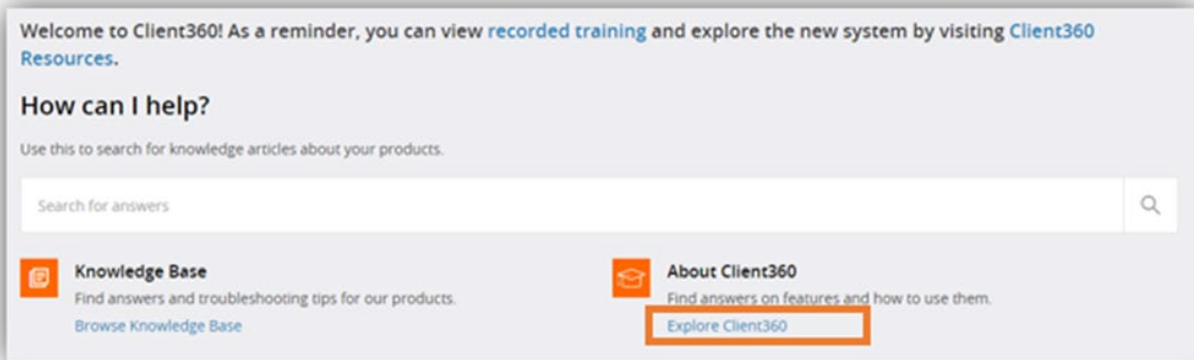 Welcome to Client360! As a reminder, you can view recorded training and explore the new system by visiting Client360
Resources.
How can I help?
Use this to search for knowledge articles about your products.
Search for answers
Knowledge Base
Find answers and troubleshooting tips for our products.
Browse Knowledge Base
About Client360
Find answers on features and how to use them.
Explore Client360